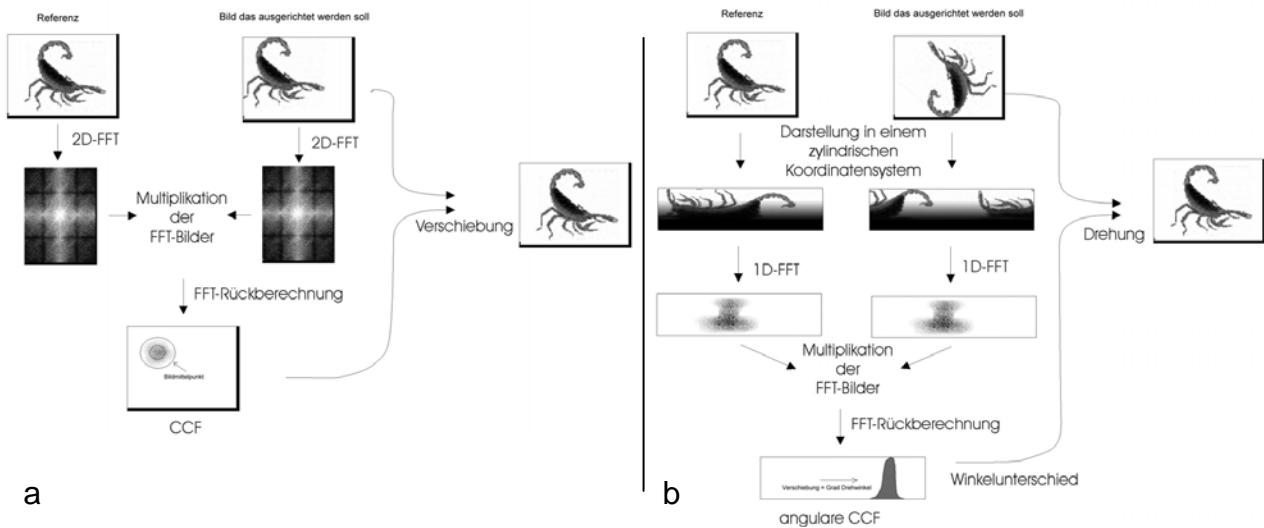 Referenz
Bild das ausgerichtet werden soll
2D-FFT
2D-FFT
Multiplikation
der
FFT-Bilder
Verschiebung
FFT-Rückberechnung
Bildmittelpunkt
CCF
a
Referenz
Bild das ausgerichtet werden soll
Darstellung in einem
zylindrischen
Koordinatensystem
Drehung
1D-FFT
1D-FFT
Multiplikation
der
FFT-Bilder
FFT-Rückberechnung
Verschiebung = Grad Drehwinkel
Winkelunterschied
angulare CCF
b